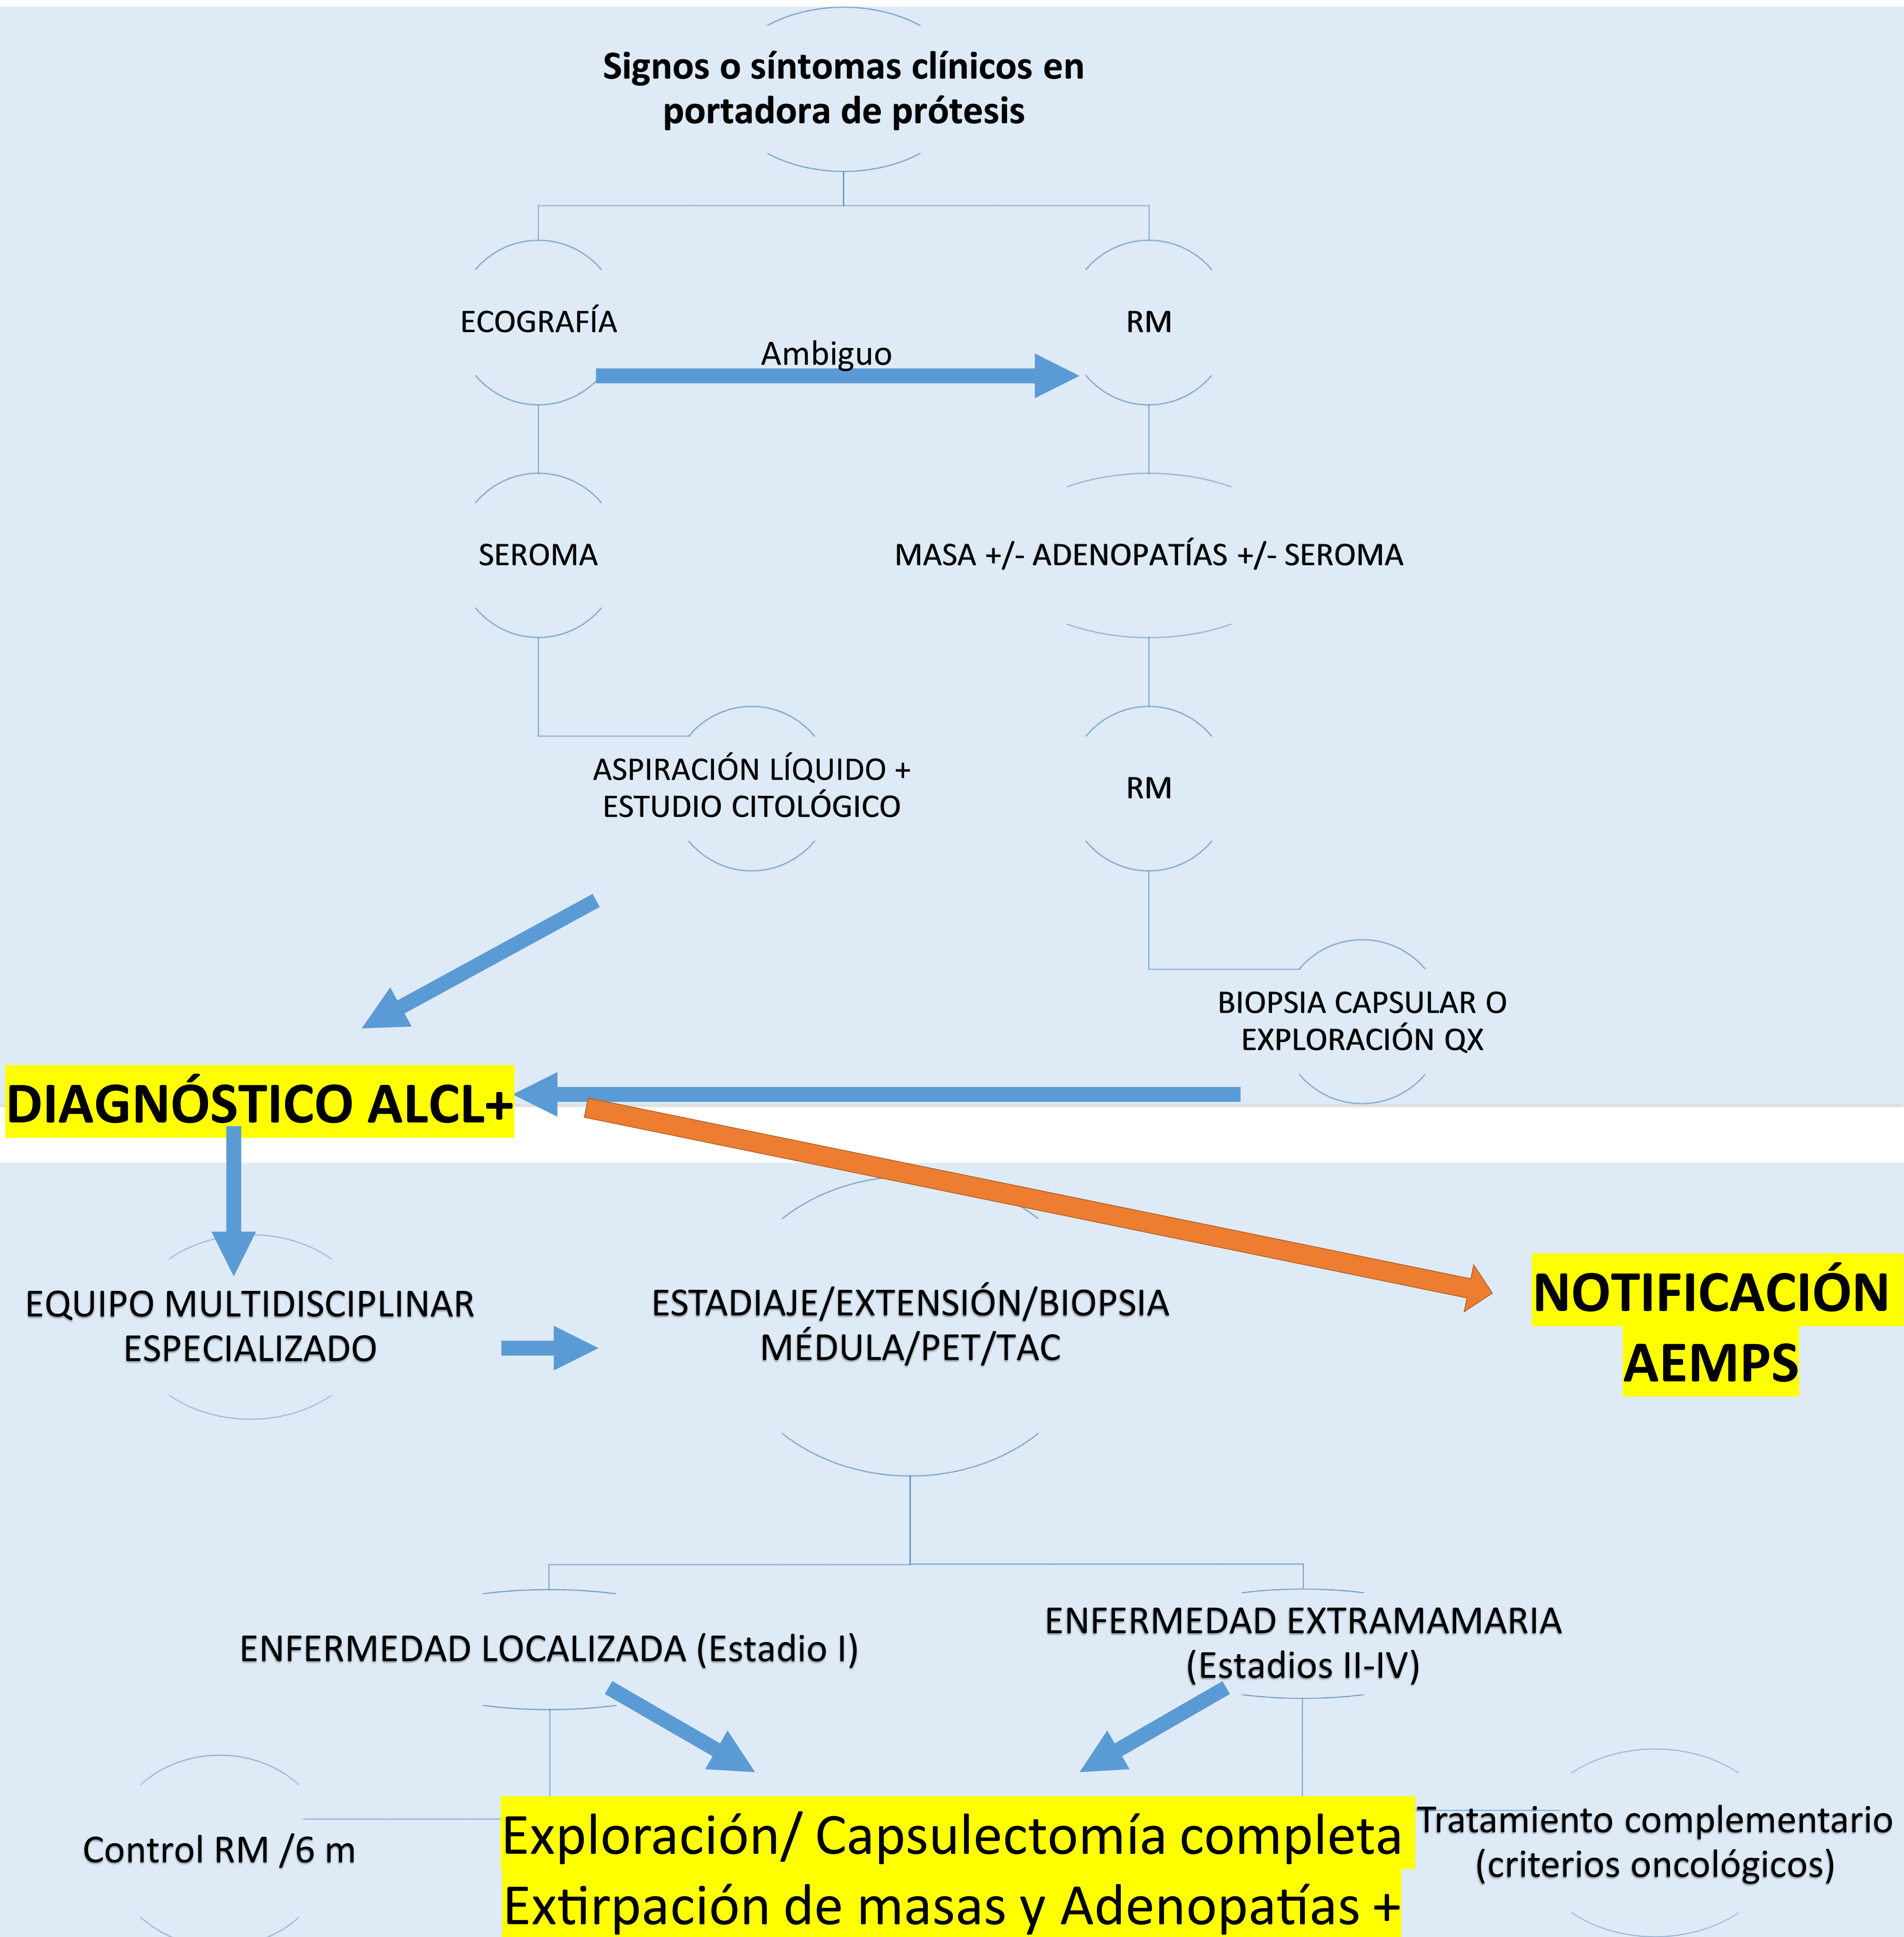 Signos o síntomas clínicos en
portadora de prótesis
ECOGRAFÍA
Ambiguo
RM
SEROMA
MASA +/- ADENOPATÍAS +/- SEROMA
ASPIRACIÓN LÍQUIDO +
ESTUDIO CITOLÓGICO
RM
BIOPSIA CAPSULAR O
EXPLORACIÓN QX
DIAGNÓSTICO ALCL+
EQUIPO MULTIDISCIPLINAR
ESPECIALIZADO
ESTADIAJE/EXTENSIÓN/BIOPSIA
MÉDULA/PET/TAC
NOTIFICACIÓN
AEMPS
ENFERMEDAD LOCALIZADA (Estadio I)
ENFERMEDAD EXTRAMAMARIA
(Estadios II-IV)
Control RM /6 m
Exploración/ Capsulectomía completa
Extirpación de masas y Adenopatías +
Tratamiento complementario
(criterios oncológicos)